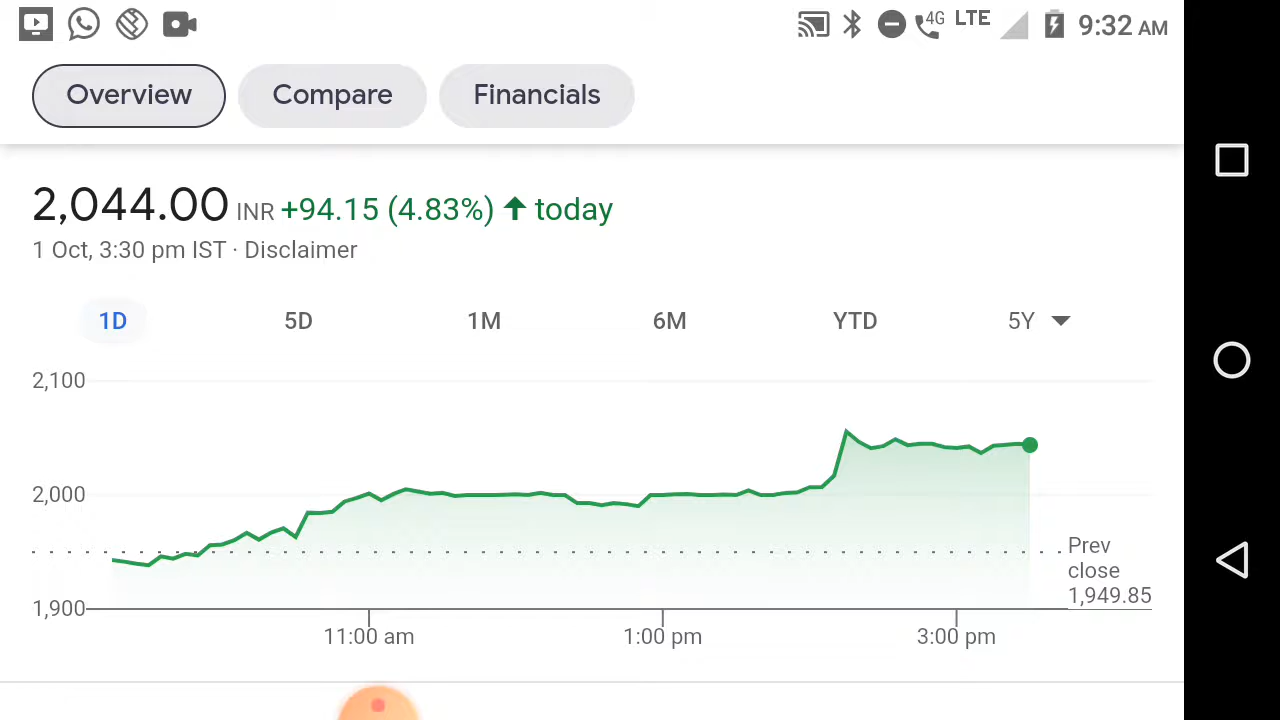 4G LTE 9:32 AM
Overview Compare Financials
2,044.00 INR +94.15 (4.83%) ↑ today
1 Oct, 3:30 pm IST · Disclaimer
1D 5D 1M 6M YTD 5Y
2,100
2,000
Prev
close
1,949.85
1,900
11:00 am 1:00 pm 3:00 pm